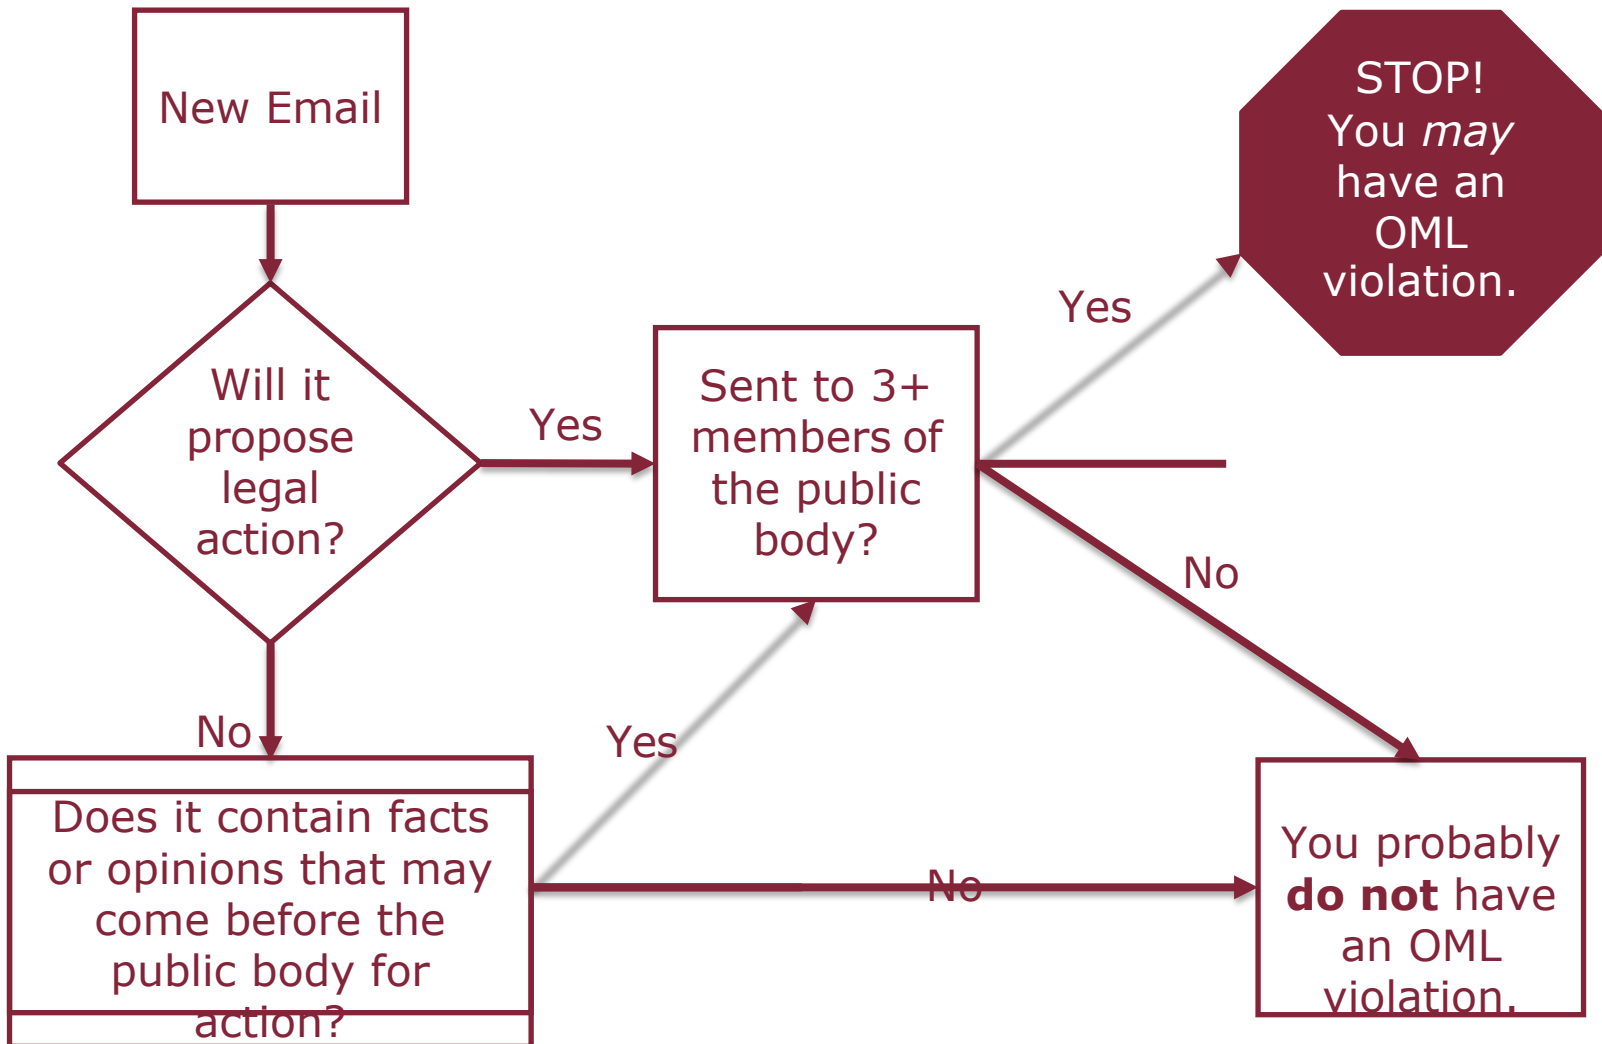 New Email
STOP!
You may
have an
OML
violation.
Yes
Will it
propose
legal
action?
Yes
Sent to 3+
members of
the public
body?
No
No
Yes
Does it contain facts
or opinions that may
come before the
public body for
action?
No
You probably
do not have
an OML
violation.